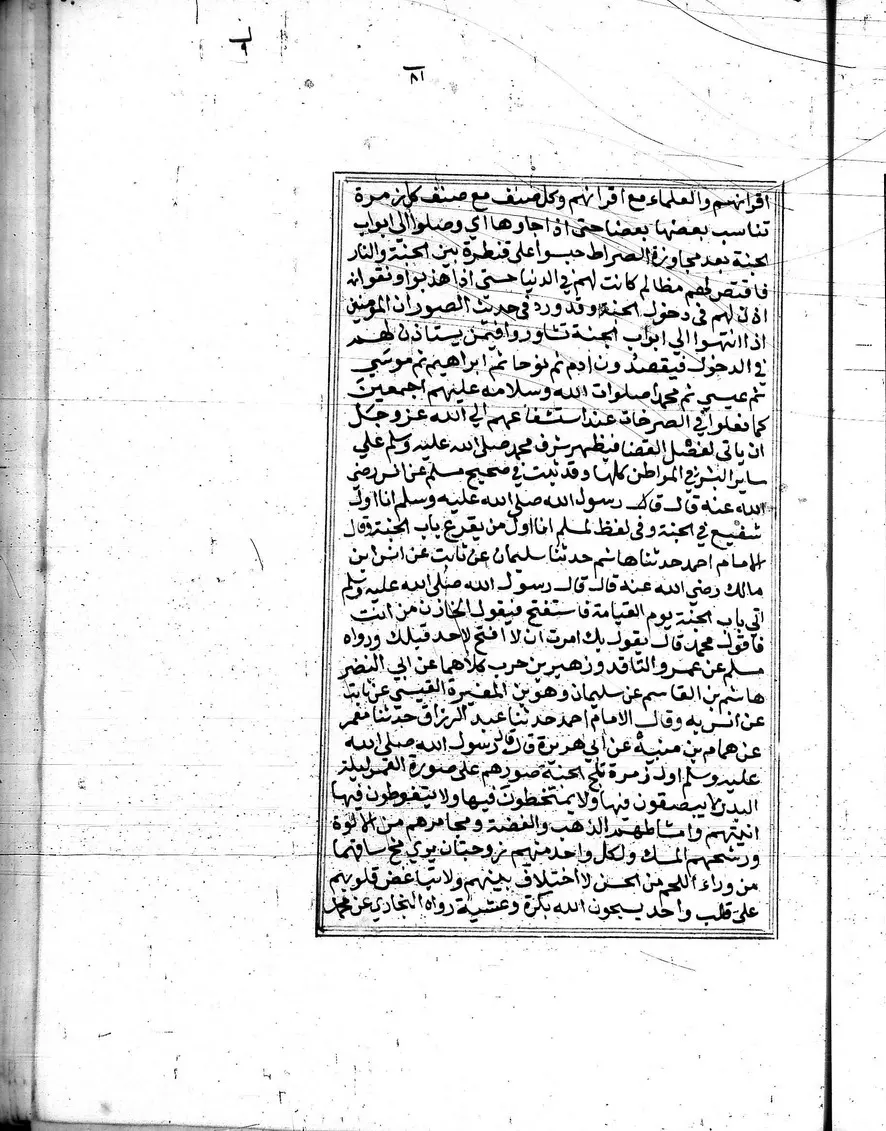 ٨١
اقرانهم والعلماء مع اقرانهم وكل صنف مع صنف كل زمرة
تناسب بعضها بعضا حتى اذا جاوها اي وصلوا الى ابواب
الجنة بعد مجاوزة الصراط حبسوا على قنطرة بين الجنة والنار
فاقتص لهم مظالم كانت لهم في الدنيا حتى اذا هذبوا ونقوا
اذن لهم في دخول الجنة وقد ورد في حديث الصور ان المؤمنين
اذا انتهوا الي ابواب الجنة تشاوروا فيمن يستاذن لهم
في الدخول فيقصدون ادم ثم نوحا ثم ابراهيم ثم موسي
ثم عيسي ثم محمدا صلوات الله وسلامه عليهم اجمعين
كما فعلوا في العرصات عند استشفاعهم الي الله عز وجل
ان ياتي لفصل القضا فيظهر شرف محمد صلى الله عليه وسلم علي
ساير البشر في المواطن كلها وقد ثبت في صحيح مسلم عن انس رضي
الله عنه قال قال رسول الله صلى الله عليه وسلم انا اول
شفيع في الجنة وفي لفظ لمسلم انا اول من يقرع باب الجنة وقال
الامام احمد حدثنا هاشم حدثنا سليمان عن ثابت عن انس ابن
مالك رضي الله عنه قال قال رسول الله صلى الله عليه وسلم
اتي باب الجنة يوم القيامة فاستفتح فيقول الخازن من انت
فاقول محمد قال يقول بك امرت ان لا افتح لاحد قبلك ورواه
مسلم عن عمرو الناقد وزهير بن حرب كلاهما عن ابي النضر
هاشم بن القاسم عن سليمان وهو بن المغيرة القيسي عن ثابت
عن انس به وقال الامام احمد حدثنا عبد الرزاق حدثنا معمر
عن همام بن منبه عن ابي هريرة قال قال رسول الله صلى الله
عليه وسلم اول زمرة تلج الجنة صورهم على صورة القمر ليلة
البدر لا يبصقون فيها ولا يمتخطون فيها ولا يتغوطون فيها
انيتهم وامشاطهم الذهب والفضة ومجامرهم من الالوة
ورشحهم المسك ولكل واحد منهم زوجتان يري مخ ساقهما
من وراء اللحم من الحسن لا اختلاف بينهم ولا تباغض قلوبهم
على قلب واحد يسبحون الله بكرة وعشية رواه البخاري عن محمد